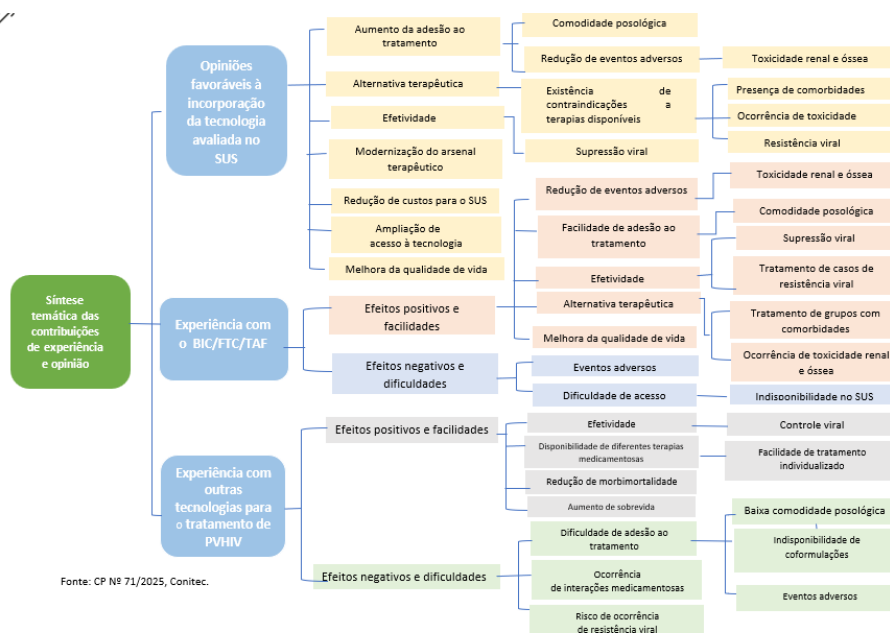 Síntese
temática das
contribuições
de experiência
e opinião
Opiniões
favoráveis à
incorporação
da tecnologia
avaliada no
SUS
Aumento da adesão ao
tratamento
Comodidade posológica
Redução de eventos adversos
Toxicidade renal e óssea
Alternativa terapêutica
Existência de
contraindicações a
terapias disponíveis
Presença de comorbidades
Ocorrência de toxicidade
Resistência viral
Efetividade
Supressão viral
Modernização do arsenal
terapêutico
Redução de custos para o SUS
Ampliação de
acesso à tecnologia
Melhora da qualidade de vida
Experiência com
o BIC/FTC/TAF
Efeitos positivos e
facilidades
Redução de eventos adversos
Toxicidade renal e óssea
Facilidade de adesão ao
tratamento
Comodidade posológica
Efetividade
Supressão viral
Tratamento de casos de
resistência viral
Alternativa terapêutica
Tratamento de grupos com
comorbidades
Ocorrência de toxicidade renal
e óssea
Melhora da qualidade de vida
Efeitos negativos e
dificuldades
Eventos adversos
Dificuldade de acesso
Indisponibilidade no SUS
Experiência com
outras
tecnologias para
o tratamento de
PVHIV
Efeitos positivos e facilidades
Efetividade
Controle viral
Disponibilidade de diferentes terapias
medicamentosas
Facilidade de tratamento
individualizado
Redução de morbimortalidade
Aumento de sobrevida
Efeitos negativos e dificuldades
Dificuldade de adesão ao
tratamento
Baixa comodidade posológica
Indisponibilidade de
coformulações
Eventos adversos
Ocorrência
de interações medicamentosas
Risco de ocorrência
de resistência viral
Fonte: CP Nº 71/2025, Conitec.